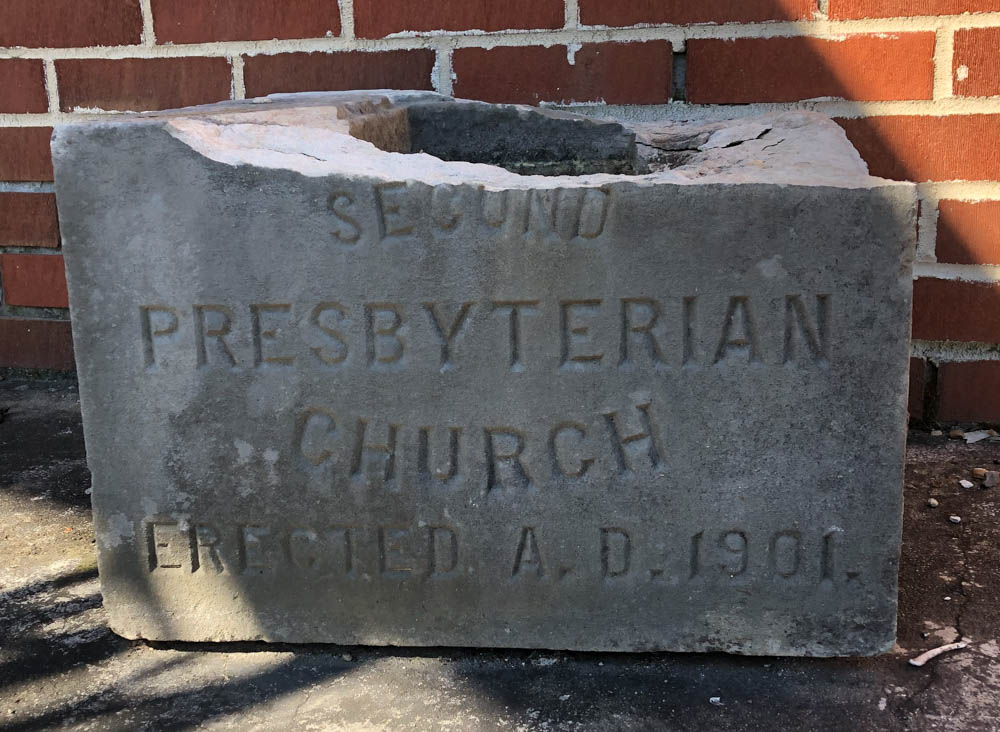 SECOND
PRESBYTERIAN
CHURCH
ERECTED A. D. 1901.